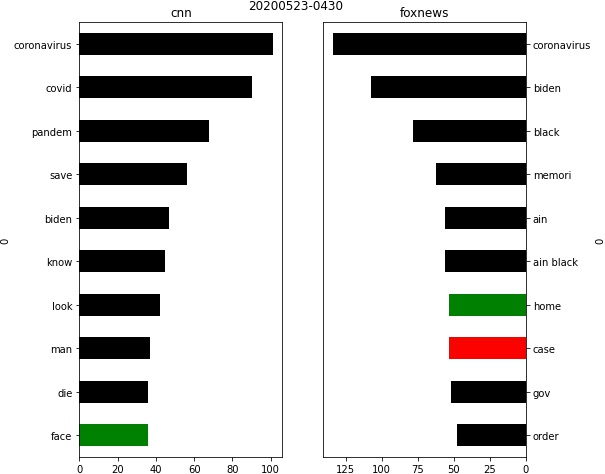 20200523-0430
cnn
foxnews
coronavirus
covid
pandem
save
biden
know
look
man
die
face
0 20 40 60 80 100
0
coronavirus
biden
black
memori
ain
ain black
home
case
gov
order
125 100 75 50 25 0
0